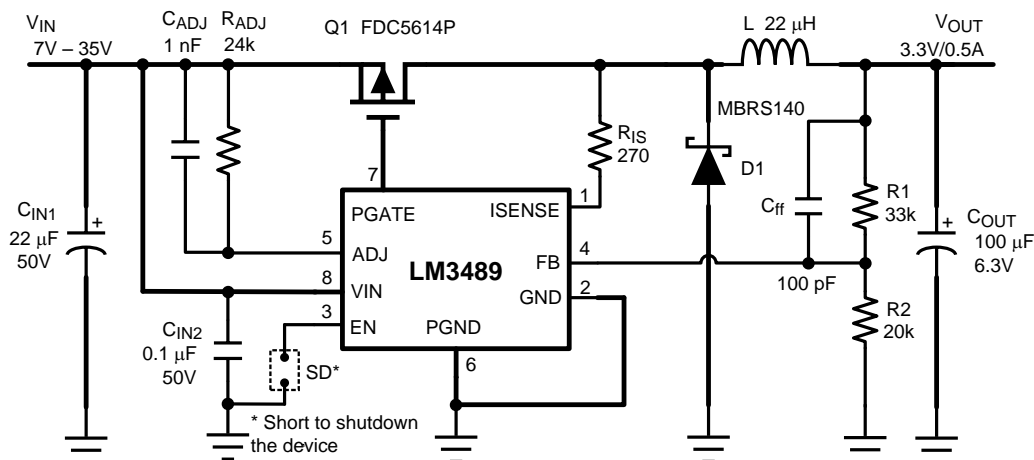 VIN
7V – 35V
CADJ
1 nF
RADJ
24k
Q1 FDC5614P
L 22 μH
VOUT
3.3V/0.5A
MBRS140
RIS
270
D1
7
1
PGATE
ISENSE
CIN1
22 μF
50V
+
5
ADJ
LM3489
4
FB
Cff
100 pF
R1
33k
+
COUT
100 μF
6.3V
8
VIN
2
GND
3
EN
PGND
6
R2
20k
CIN2
0.1 μF
50V
SD*
* Short to shutdown
the device